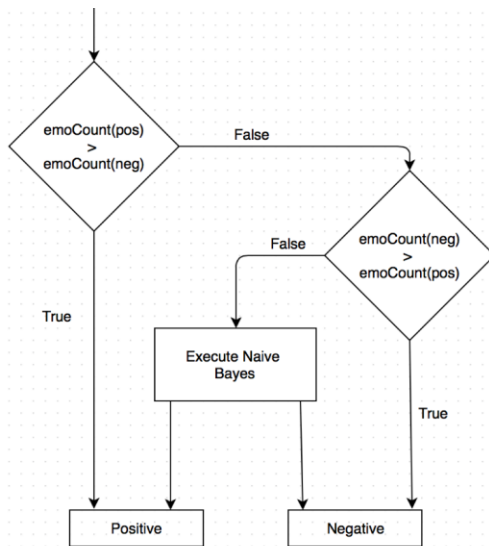 emoCount(pos)
>
emoCount(neg)
False
emoCount(neg)
>
emoCount(pos)
False
True
Execute Naive
Bayes
True
Positive
Negative